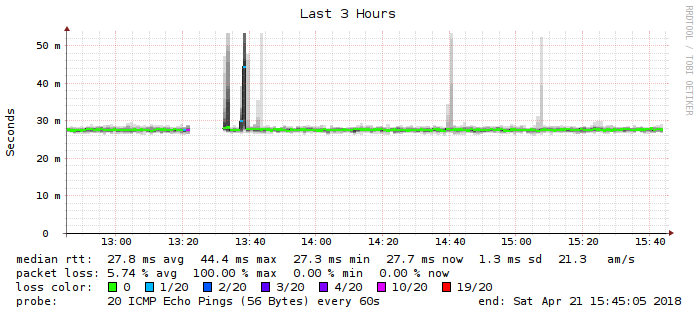 Last 3 Hours
RRDTOOL / TOBI OETIKER
Seconds
50 m
40 m
30 m
20 m
10 m
0
13:00 13:20 13:40 14:00 14:20 14:40 15:00 15:20 15:40
median rtt: 27.8 ms avg 44.4 ms max 27.3 ms min 27.7 ms now 1.3 ms sd 21.3 am/s
packet loss: 5.74 % avg 100.00 % max 0.00 % min 0.00 % now
loss color: 0 1/20 2/20 3/20 4/20 10/20 19/20
probe: 20 ICMP Echo Pings (56 Bytes) every 60s end: Sat Apr 21 15:45:05 2018